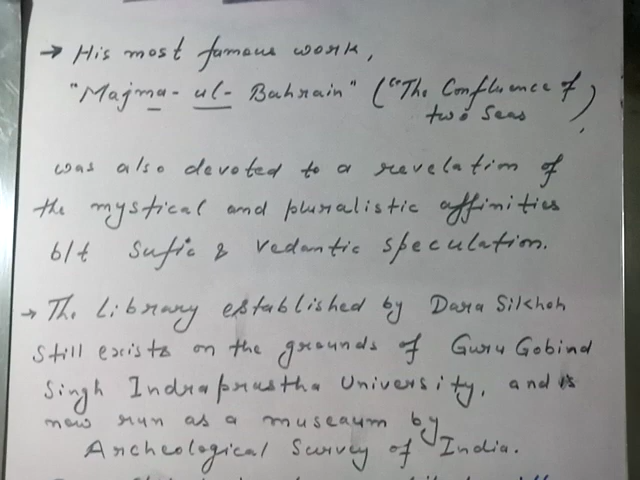 → His most famous work,
"Majma-ul-Bahrain" ("The Confluence of
two Seas),
was also devoted to a revelation of
the mystical and pluralistic affinities
b/t Sufic & Vedantic speculation.
→ The library established by Dara Sikhoh
still exists on the grounds of Guru Gobind
Singh Indraprastha University, and is
now run as a museaum by
Archeological Survey of India.